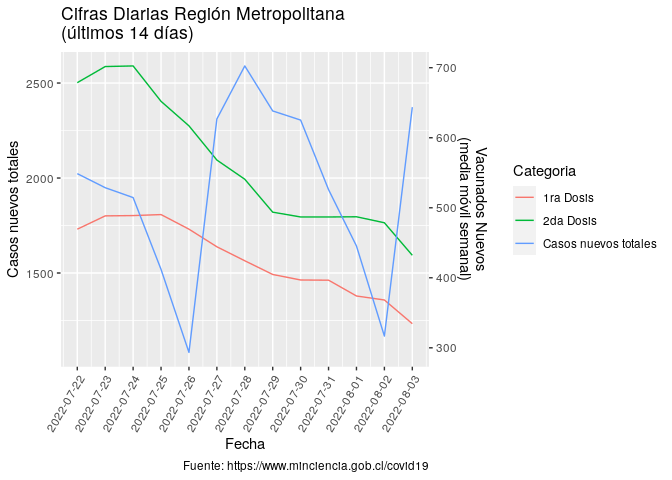 Cifras Diarias Región Metropolitana
(últimos 14 días)
Casos nuevos totales
2500
2000
1500
700
600
500
400
300
Vacunados Nuevos
(media móvil semanal)
2022-07-22
2022-07-23
2022-07-24
2022-07-25
2022-07-26
2022-07-27
2022-07-28
2022-07-29
2022-07-30
2022-07-31
2022-08-01
2022-08-02
2022-08-03
Fecha
Categoria
1ra Dosis
2da Dosis
Casos nuevos totales
Fuente: https://www.minciencia.gob.cl/covid19